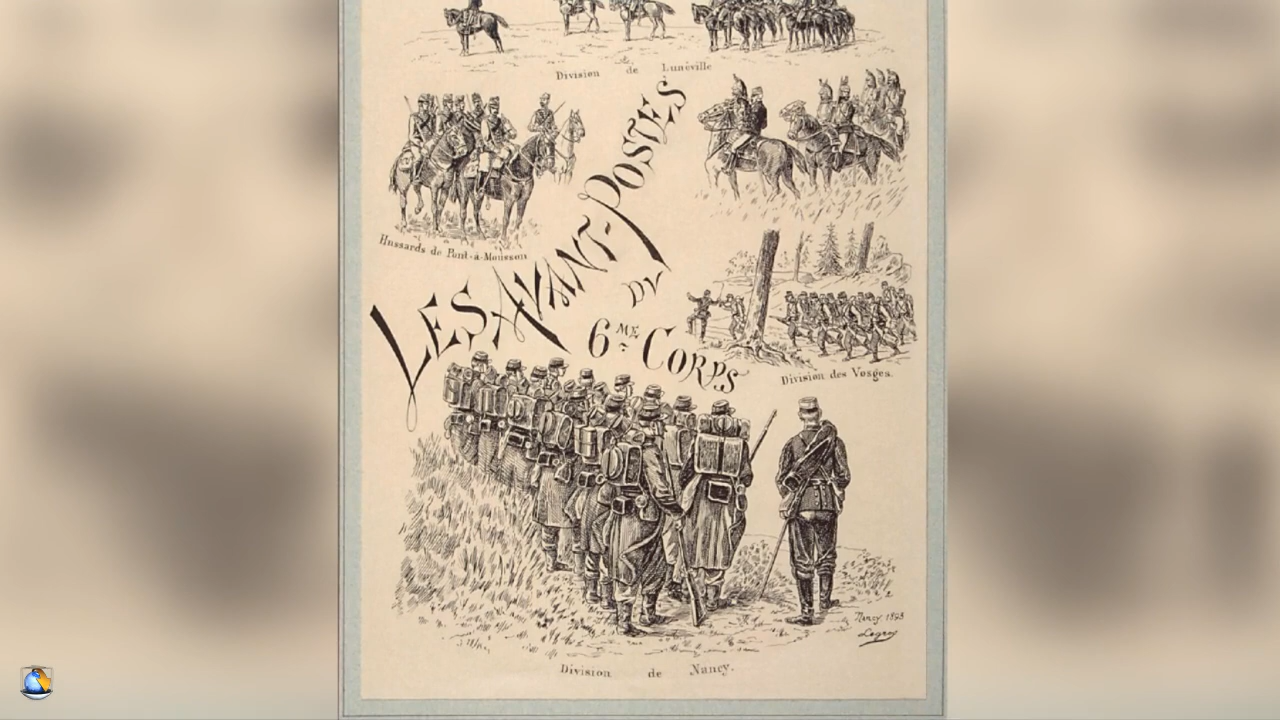 Division de Lunéville
Hussards de Pont-à-Mousson
LES AVANT-POSTES
DU
6ME CORPS
Division des Vosges.
Nancy 1893
Division de Nancy.